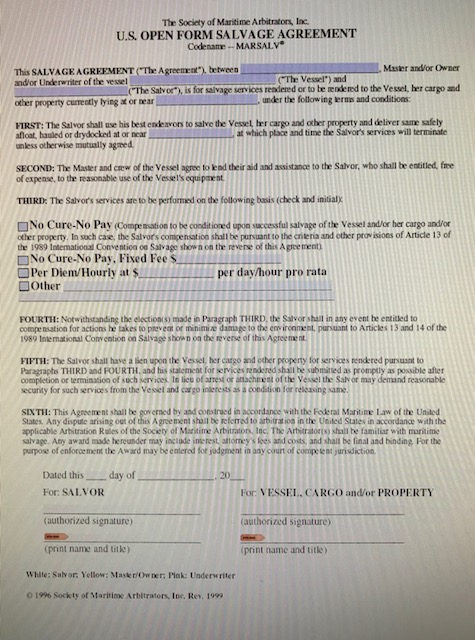 The Society of Maritime Arbitrators, Inc.
U.S. OPEN FORM SALVAGE AGREEMENT
Codename – MARSALV®
This SALVAGE AGREEMENT ("The Agreement"), between , Master and/or Owner
and/or Underwriter of the vessel ("The Vessel") and
("The Salvor"), is for salvage services rendered or to be rendered to the Vessel, her cargo and
other property currently lying at or near , under the following terms and conditions:
FIRST: The Salvor shall use his best endeavors to salve the Vessel, her cargo and other property and deliver same safely
afloat, hauled or drydocked at or near , at which place and time the Salvor's services will terminate
unless otherwise mutually agreed.
SECOND: The Master and crew of the Vessel agree to lend their aid and assistance to the Salvor, who shall be entitled, free
of expense, to the reasonable use of the Vessel's equipment.
THIRD: The Salvor's services are to be performed on the following basis (check and initial):
No Cure-No Pay (Compensation to be conditioned upon successful salvage of the Vessel and/or her cargo and/or
other property. In such case, the Salvor's compensation shall be pursuant to the criteria and other provisions of Article 13 of
the 1989 International Convention on Salvage shown on the reverse of this Agreement).
No Cure-No Pay, Fixed Fee $
Per Diem/Hourly at $ per day/hour pro rata
Other
FOURTH: Notwithstanding the election(s) made in Paragraph THIRD, the Salvor shall in any event be entitled to
compensation for actions he takes to prevent or minimize damage to the environment, pursuant to Articles 13 and 14 of the
1989 International Convention on Salvage shown on the reverse of this Agreement.
FIFTH: The Salvor shall have a lien upon the Vessel, her cargo and other property for services rendered pursuant to
Paragraphs THIRD and FOURTH, and his statement for services rendered shall be submitted as promptly as possible after
completion or termination of such services. In lieu of arrest or attachment of the Vessel the Salvor may demand reasonable
security for such services from the Vessel and cargo interests as a condition for releasing same.
SIXTH: This Agreement shall be governed by and construed in accordance with the Federal Maritime Law of the United
States. Any dispute arising out of this Agreement shall be referred to arbitration in the United States in accordance with the
applicable Arbitration Rules of the Society of Maritime Arbitrators, Inc. The Arbitrator(s) shall be familiar with maritime
salvage. Any award made hereunder may include interest, attorney's fees and costs, and shall be final and binding. For the
purpose of enforcement the Award may be entered for judgment in any court of competent jurisdiction.
Dated this day of , 20
For: SALVOR For: VESSEL, CARGO and/or PROPERTY
(authorized signature) (authorized signature)
(print name and title) (print name and title)
White: Salvor; Yellow: Master/Owner; Pink: Underwriter
© 1996 Society of Maritime Arbitrators, Inc. Rev. 1999